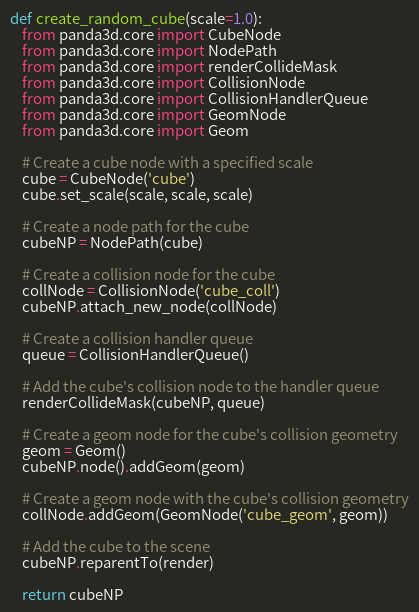 def create_random_cube(scale=1.0):
from panda3d.core import CubeNode
from panda3d.core import NodePath
from panda3d.core import renderCollideMask
from panda3d.core import CollisionNode
from panda3d.core import CollisionHandlerQueue
from panda3d.core import GeomNode
from panda3d.core import Geom
# Create a cube node with a specified scale
cube = CubeNode('cube')
cube.set_scale(scale, scale, scale)
# Create a node path for the cube
cubeNP = NodePath(cube)
# Create a collision node for the cube
collNode = CollisionNode('cube_coll')
cubeNP.attach_new_node(collNode)
# Create a collision handler queue
queue = CollisionHandlerQueue()
# Add the cube's collision node to the handler queue
renderCollideMask(cubeNP, queue)
# Create a geom node for the cube's collision geometry
geom = Geom()
cubeNP.node().addGeom(geom)
# Create a geom node with the cube's collision geometry
collNode.addGeom(GeomNode('cube_geom', geom))
# Add the cube to the scene
cubeNP.reparentTo(render)
return cubeNP